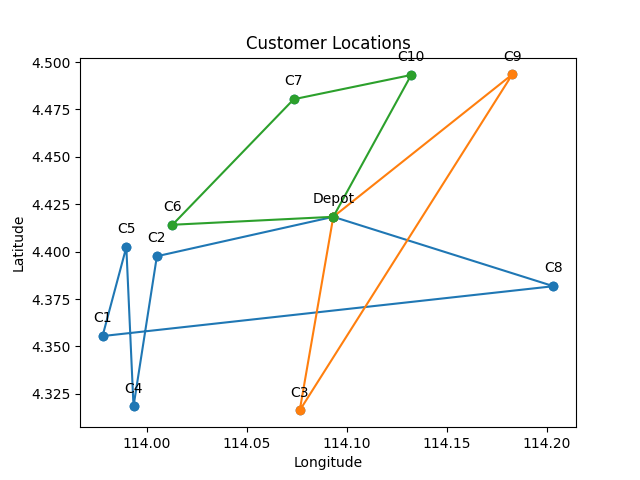 Customer Locations
C10
C9
4.500
C7
4.475
4.450
C6
Depot
4.425
C5
C2
4.400
C8
4.375
C1
4.350
C4
C3
4.325
Latitude
114.00
114.05
114.10
114.15
114.20
Longitude